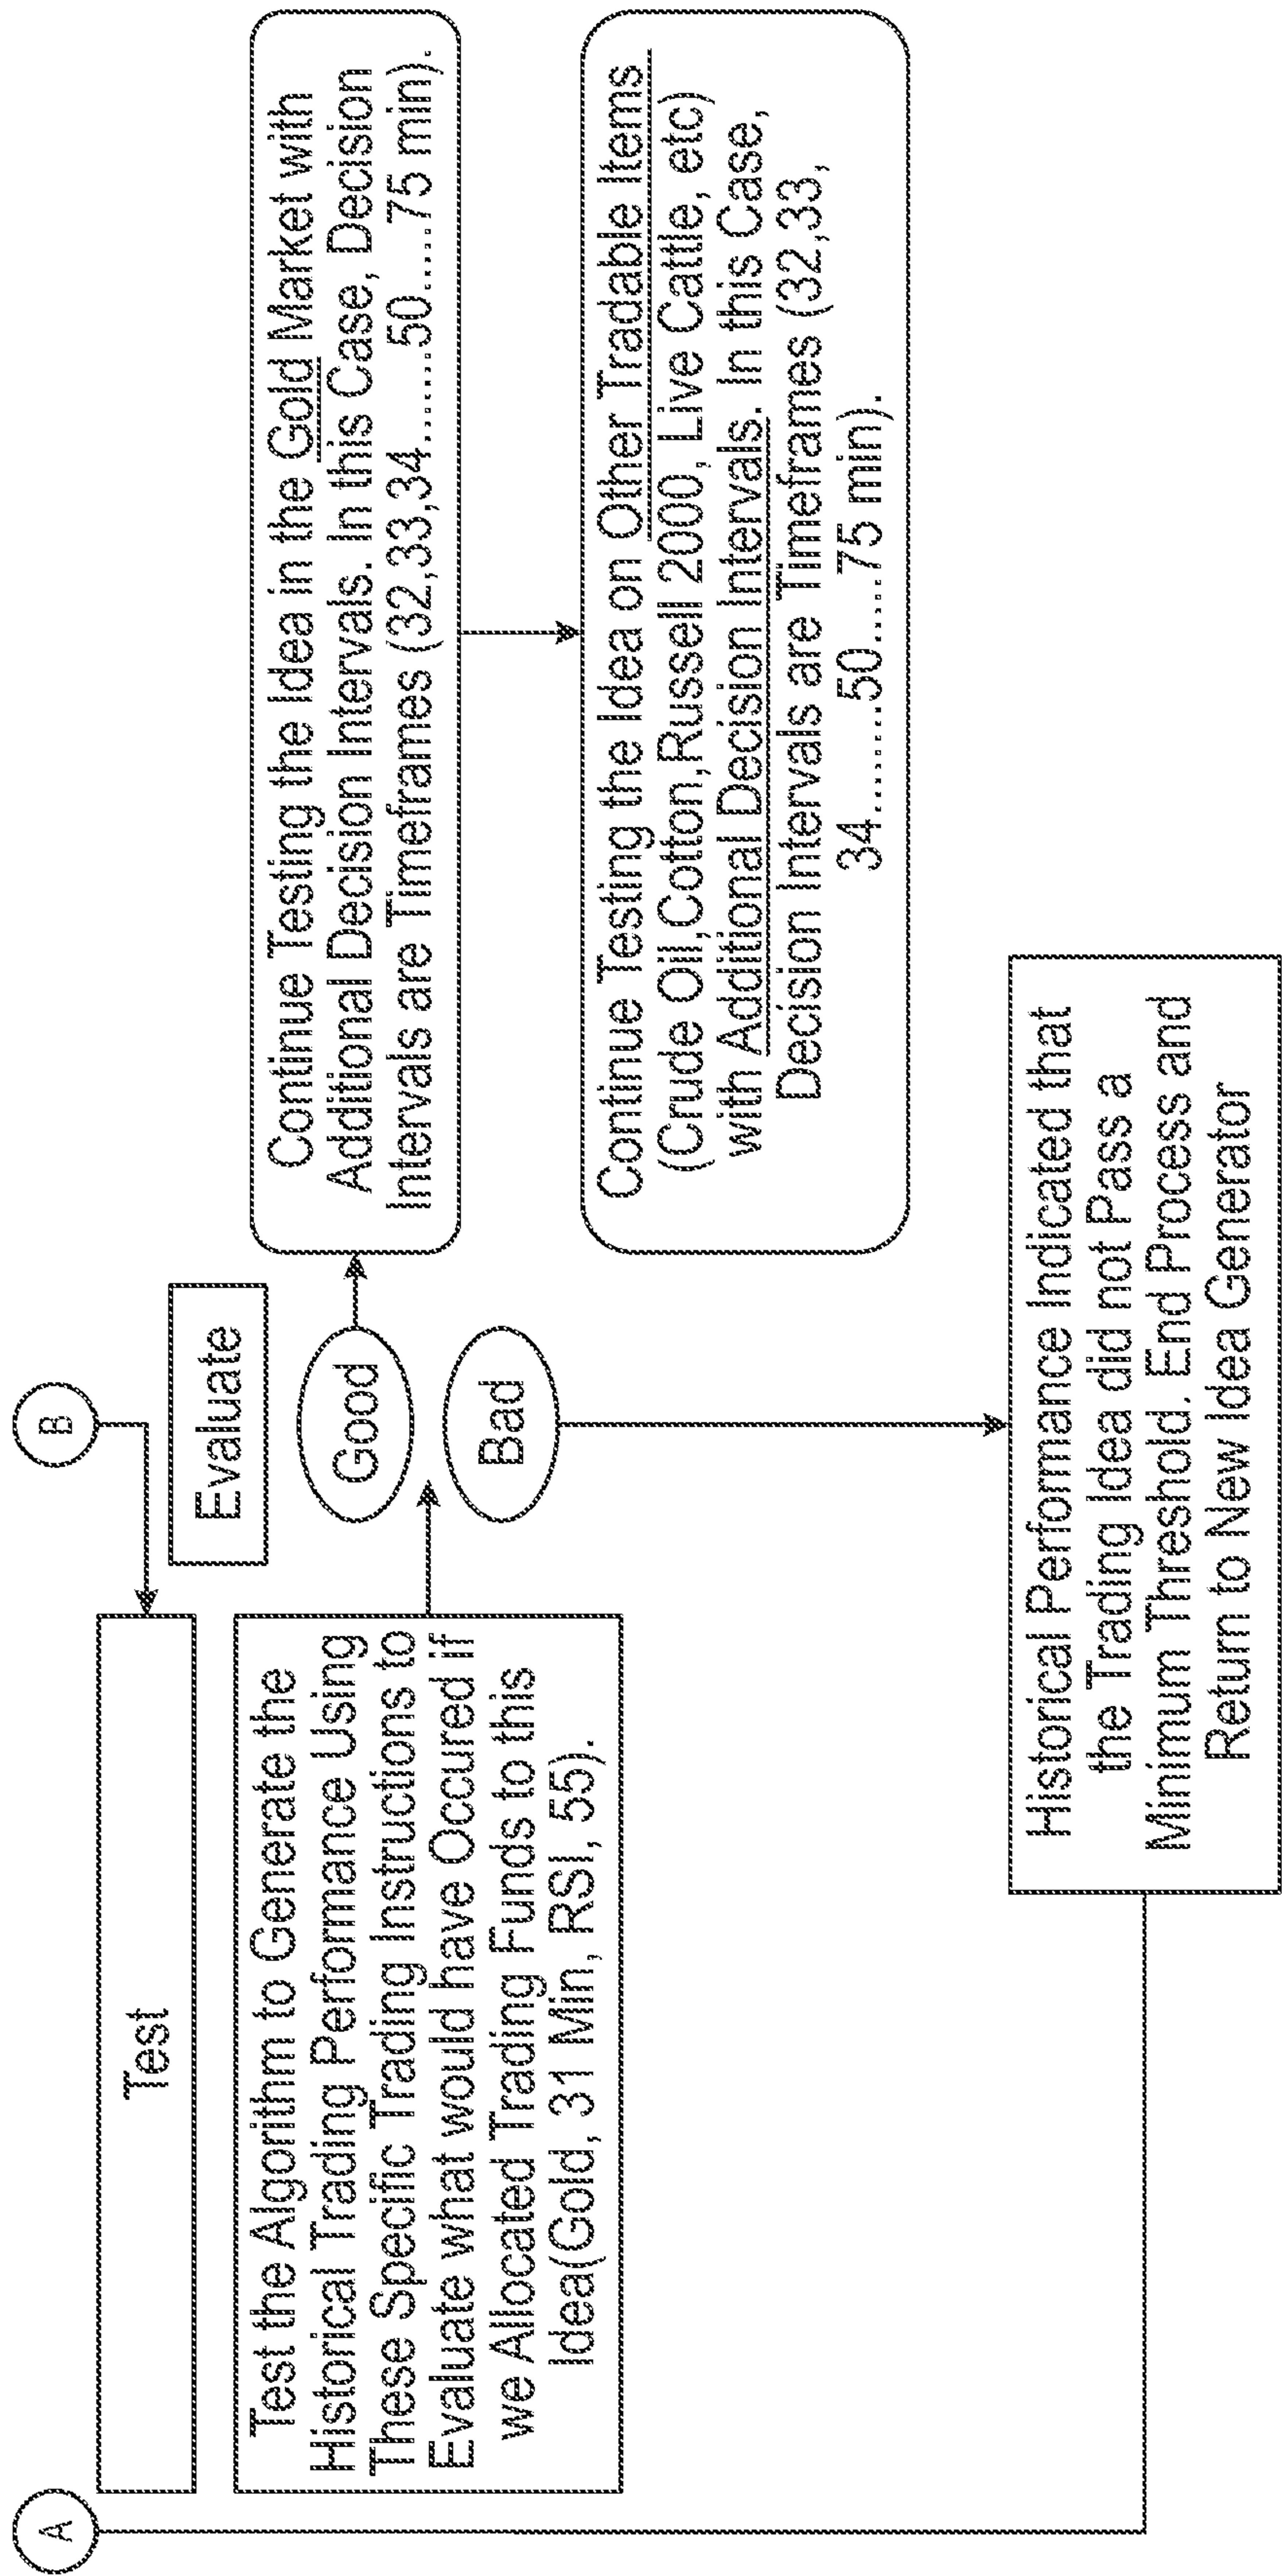 A
B
Test
Evaluate
Test the Algorithm to Generate the
Historical Trading Performance Using
These Specific Trading Instructions to
Evaluate what would have Occured if
we Allocated Trading Funds to this
idea(Gold, 31 Min, RSI, 55).
Good
Bad
Continue Testing the Idea in the Gold Market with
Additional Decision Intervals. In this Case, Decision
Intervals are Timeframes (32,33,34.......50.....75 min).
Continue Testing the Idea on Other Tradable Items
(Crude Oil,Cotton,Russell 2000, Live Cattle, etc)
with Additional Decision Intervals. In this Case,
Decision Intervals are Timeframes (32,33,
34.........50.....75 min).
Historical Performance Indicated that
the Trading Idea did not Pass a
Minimum Threshold. End Process and
Return to New Idea Generator